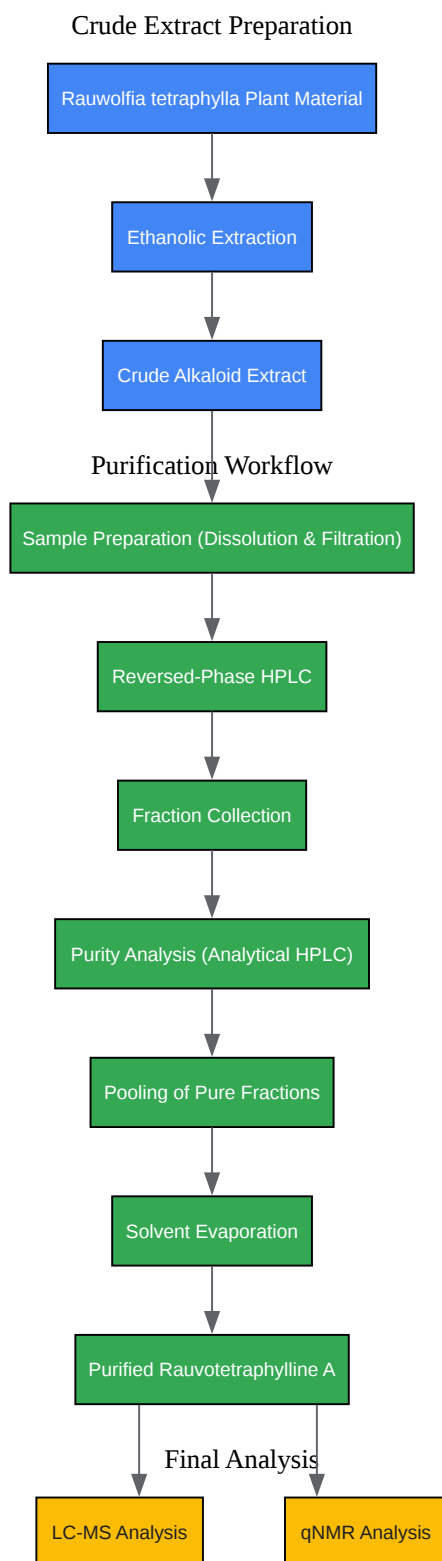 Crude Extract Preparation
Rauwolfia tetraphylla Plant Material
Ethanolic Extraction
Crude Alkaloid Extract
Purification Workflow
Sample Preparation (Dissolution & Filtration)
Reversed-Phase HPLC
Fraction Collection
Purity Analysis (Analytical HPLC)
Pooling of Pure Fractions
Solvent Evaporation
Purified Rauvotetraphylline A
Final Analysis
LC-MS Analysis
qNMR Analysis